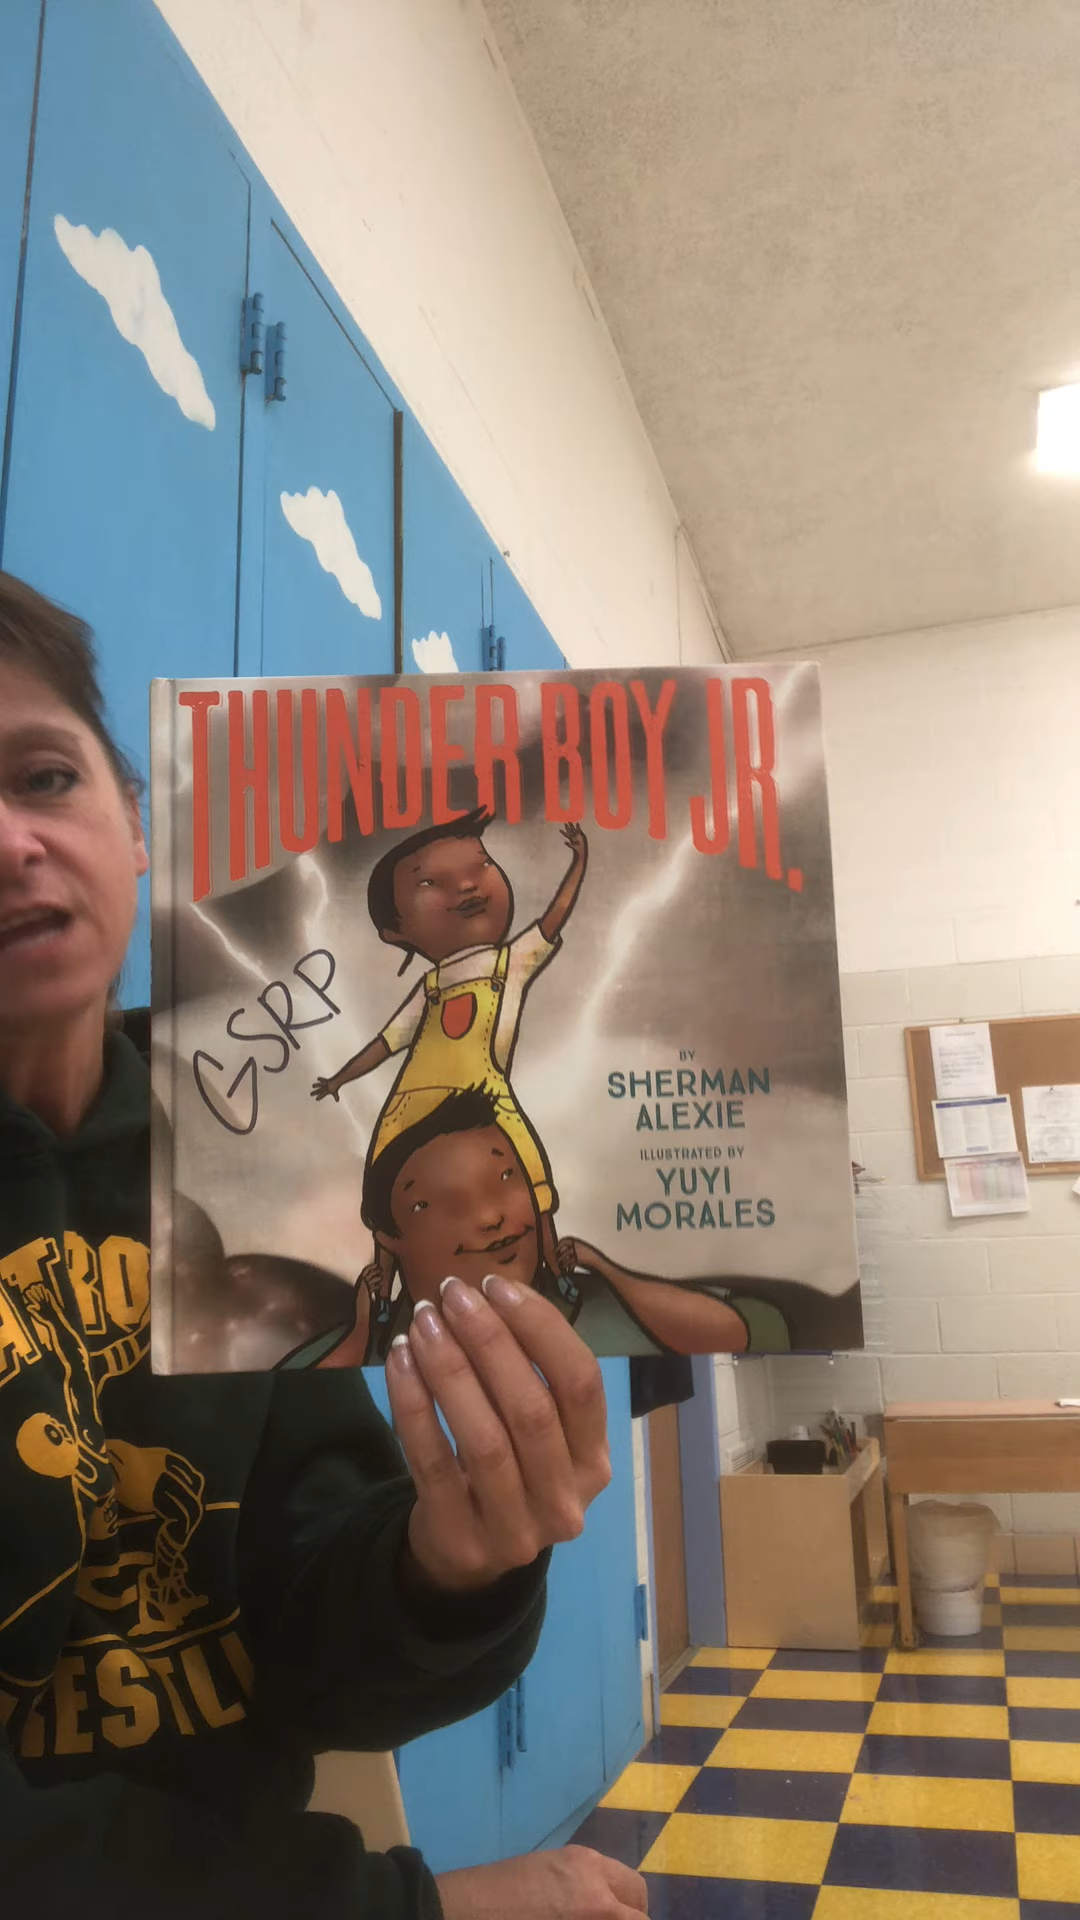 THUNDER BOY JR.
GSRP
BY
SHERMAN
ALEXIE
ILLUSTRATED BY
YUYI
MORALES